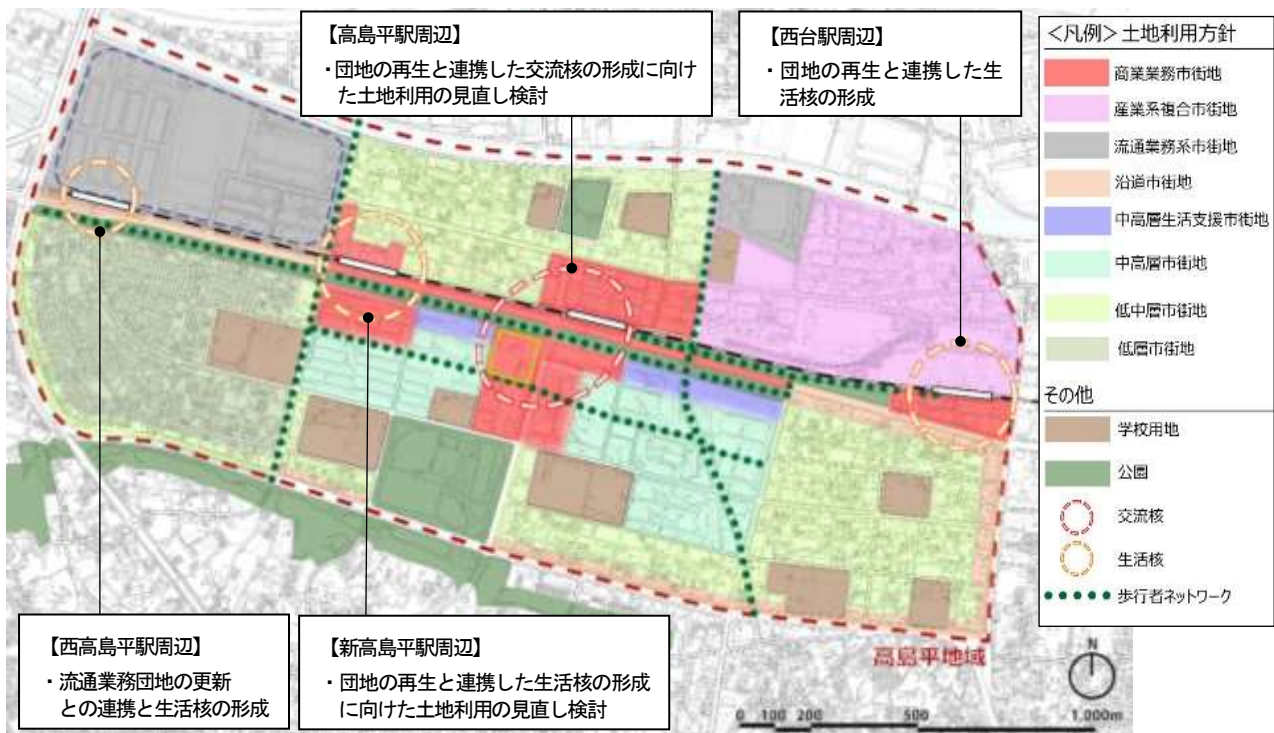 【高島平駅周辺】
・団地の再生と連携した交流核の形成に向け
た土地利用の見直し検討
【西台駅周辺】
・団地の再生と連携した生
活核の形成
<凡例>土地利用方針
商業業務市街地
産業系複合市街地
流通業務系市街地
沿道市街地
中高層生活支援市街地
中高層市街地
低中層市街地
低層市街地
その他
学校用地
公園
交流核
生活核
歩行者ネットワーク
【西高島平駅周辺】
・流通業務団地の更新
との連携と生活核の形成
【新高島平駅周辺】
・団地の再生と連携した生活核の形成
に向けた土地利用の見直し検討
高島平地域
N
0 100 200 500 1,000m